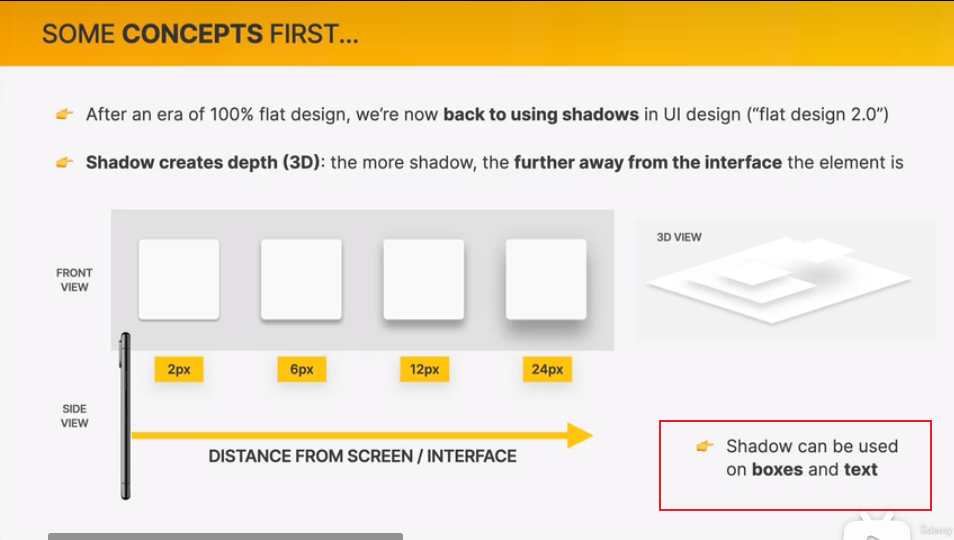 SOME CONCEPTS FIRST...
After an era of 100% flat design, we’re now back to using shadows in UI design (“flat design 2.0”)
Shadow creates depth (3D): the more shadow, the further away from the interface the element is
3D VIEW
FRONT
VIEW
2px
6px
12px
24px
SIDE
VIEW
DISTANCE FROM SCREEN / INTERFACE
Shadow can be used
on boxes and text
ûdemy